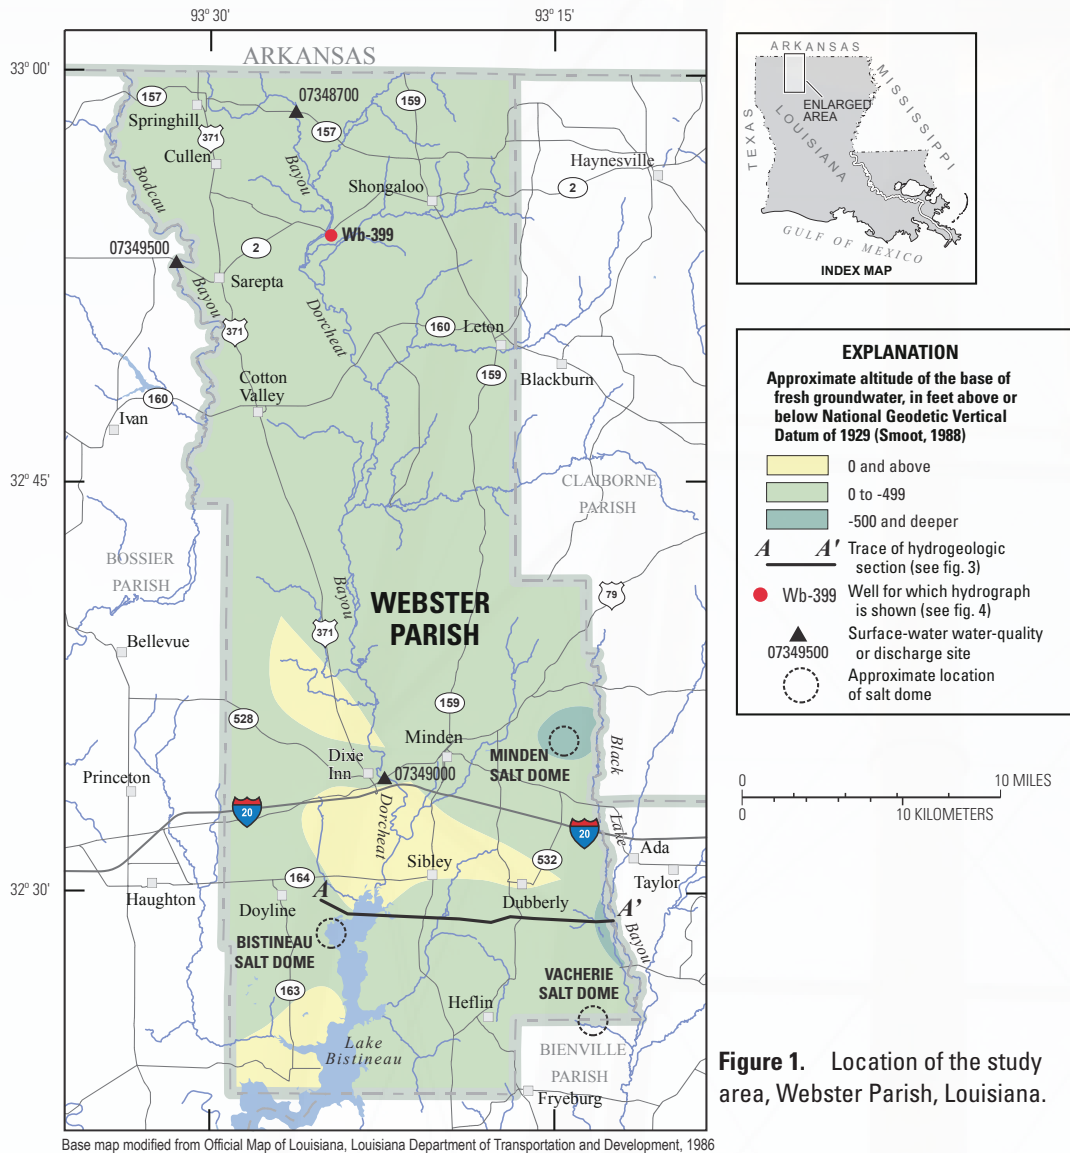 93° 30'
93° 15'
33° 00'
ARKANSAS
157
Springhill
371
Cullen
07348700
157
159
Bayou
Shongaloo
Haynesville
2
Bodcau
07349500
2
Wb-399
Sarepta
Bayou
371
Dorcheat
160
Leton
159
Blackburn
Cotton
Valley
160
Ivan
32° 45'
CLAIBORNE
PARISH
BOSSIER
PARISH
Bayou
WEBSTER
PARISH
79
371
Bellevue
159
528
Minden
Dixie
Inn
07349000
MINDEN
SALT DOME
Black
Lake
Bayou
Princeton
20
Dorcheat
20
Ada
532
Sibley
Taylor
164
32° 30'
Haughton
Doyline
Dubberly
A
A'
BISTINEAU
SALT DOME
VACHERIE
SALT DOME
163
Heflin
Lake
Bistineau
BIENVILLE
PARISH
Fryeburg
Base map modified from Official Map of Louisiana, Louisiana Department of Transportation and Development, 1986
ARKANSAS
MISSISSIPPI
ENLARGED
AREA
TEXAS
LOUISIANA
GULF OF MEXICO
INDEX MAP
EXPLANATION
Approximate altitude of the base of
fresh groundwater, in feet above or
below National Geodetic Vertical
Datum of 1929 (Smoot, 1988)
0 and above
0 to -499
-500 and deeper
A A' Trace of hydrogeologic
section (see fig. 3)
Wb-399 Well for which hydrograph
is shown (see fig. 4)
Surface-water water-quality
07349500 or discharge site
Approximate location
of salt dome
0 10 MILES
0 10 KILOMETERS
Figure 1. Location of the study
area, Webster Parish, Louisiana.